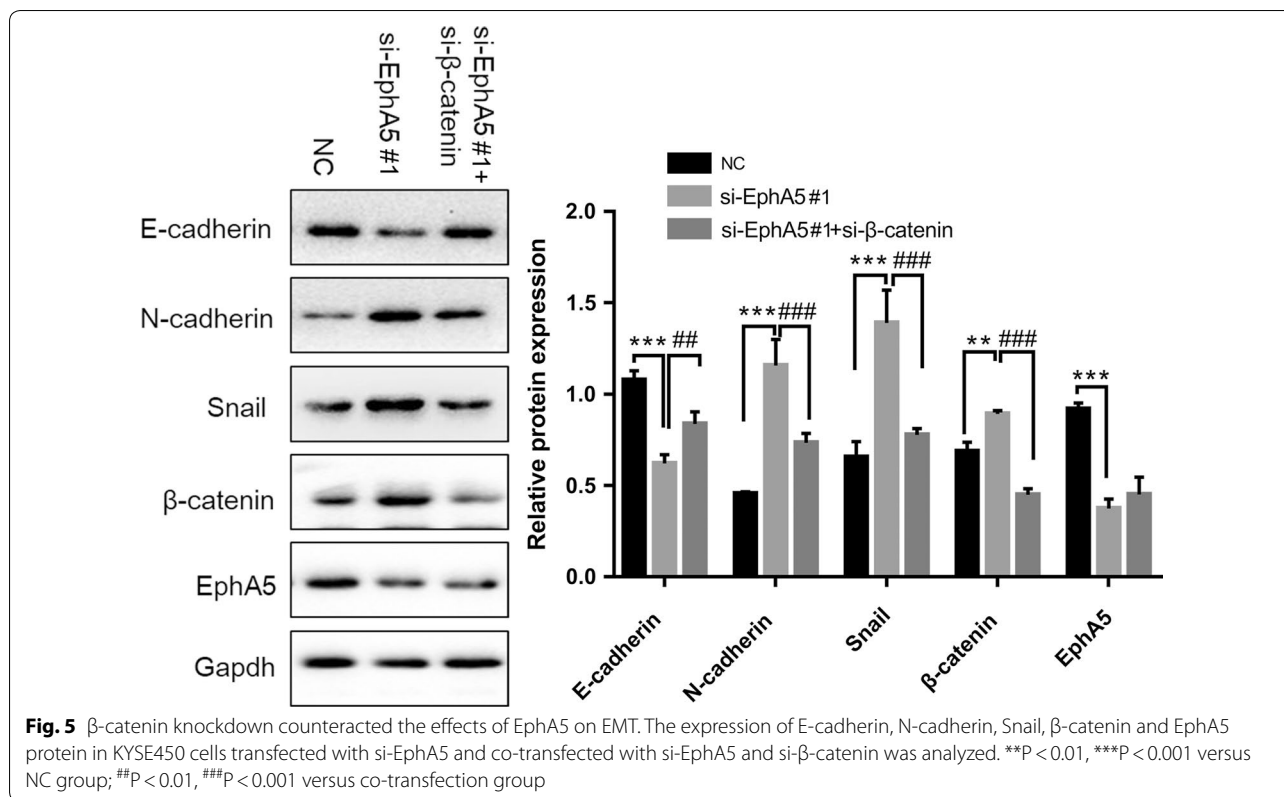 NC
si-EphA5 #1
si-β-catenin
si-EphA5 #1+
E-cadherin
N-cadherin
Snail
β-catenin
EphA5
Gapdh
NC
si-EphA5#1
si-EphA5#1+si-β-catenin
Relative protein expression
2.0
1.5
1.0
0.5
0.0
*** ##
*** ###
*** ###
** ###
***
E-cadherin
N-cadherin
Snail
β-catenin
EphA5
Fig. 5 β-catenin knockdown counteracted the effects of EphA5 on EMT. The expression of E-cadherin, N-cadherin, Snail, β-catenin and EphA5
protein in KYSE450 cells transfected with si-EphA5 and co-transfected with si-EphA5 and si-β-catenin was analyzed. **P < 0.01, ***P < 0.001 versus
NC group; ##P < 0.01, ###P < 0.001 versus co-transfection group